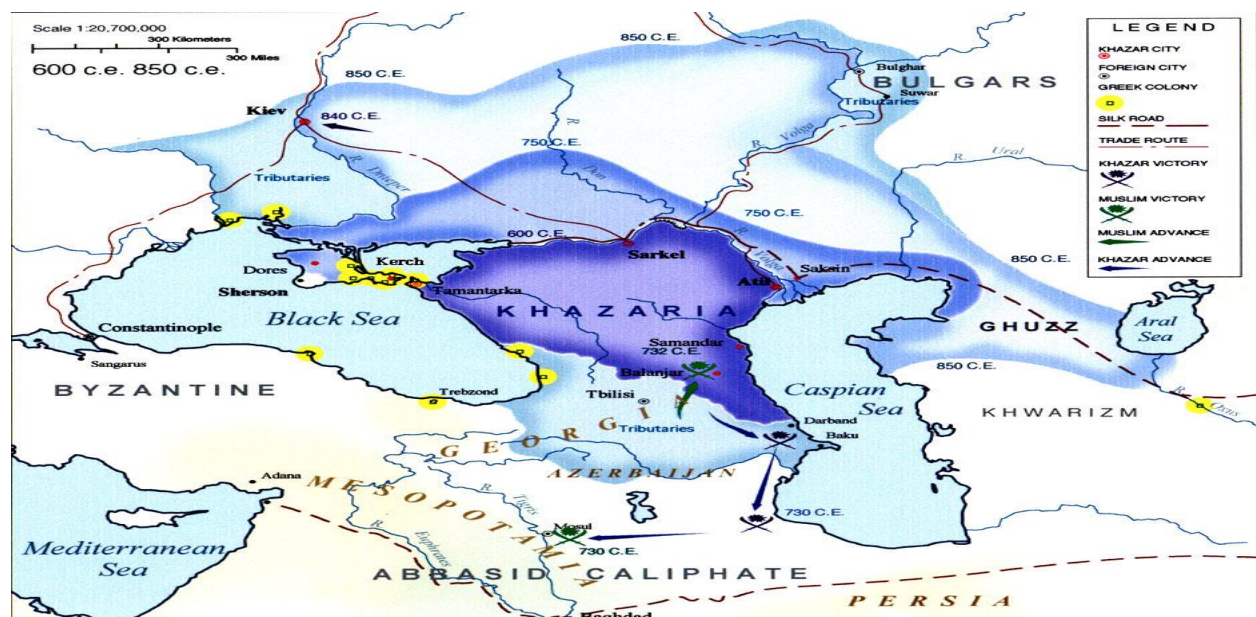 Scale 1:20,700,000
300 Kilometers
300 Miles
600 c.e. 850 c.e.
LEGEND
KHAZAR CITY
FOREIGN CITY
GREEK COLONY
SILK ROAD
TRADE ROUTE
KHAZAR VICTORY
MUSLIM VICTORY
MUSLIM ADVANCE
KHAZAR ADVANCE
850 C.E.
850 C.E.
850 C.E.
Bulghar
BULGARS
Suwar
Tributaries
Kiev
840 C.E.
R. Dnieper
R. Don
R. Volga
R. Ural
750 C.E.
Tributaries
750 C.E.
600 C.E.
Sarkel
R. Volga
Saksin
Atil
850 C.E.
Kerch
Dores
Sherson
Tamantarka
Black Sea
KHAZARIA
GHUZZ
Aral
Sea
Constantinople
Sangarus
Samandar
732 C.E.
Balanjar
850 C.E.
BYZANTINE
Trebzond
Tbilisi
Caspian
Sea
KHWARIZM
R. Oxus
GEORGIA
Tributaries
Darband
Baku
AZERBAIJAN
Adana
MESOPOTAMIA
R. Tigris
R. Euphrates
Mosul
730 C.E.
730 C.E.
Mediterranean
Sea
ABBASID CALIPHATE
PERSIA
Baghdad